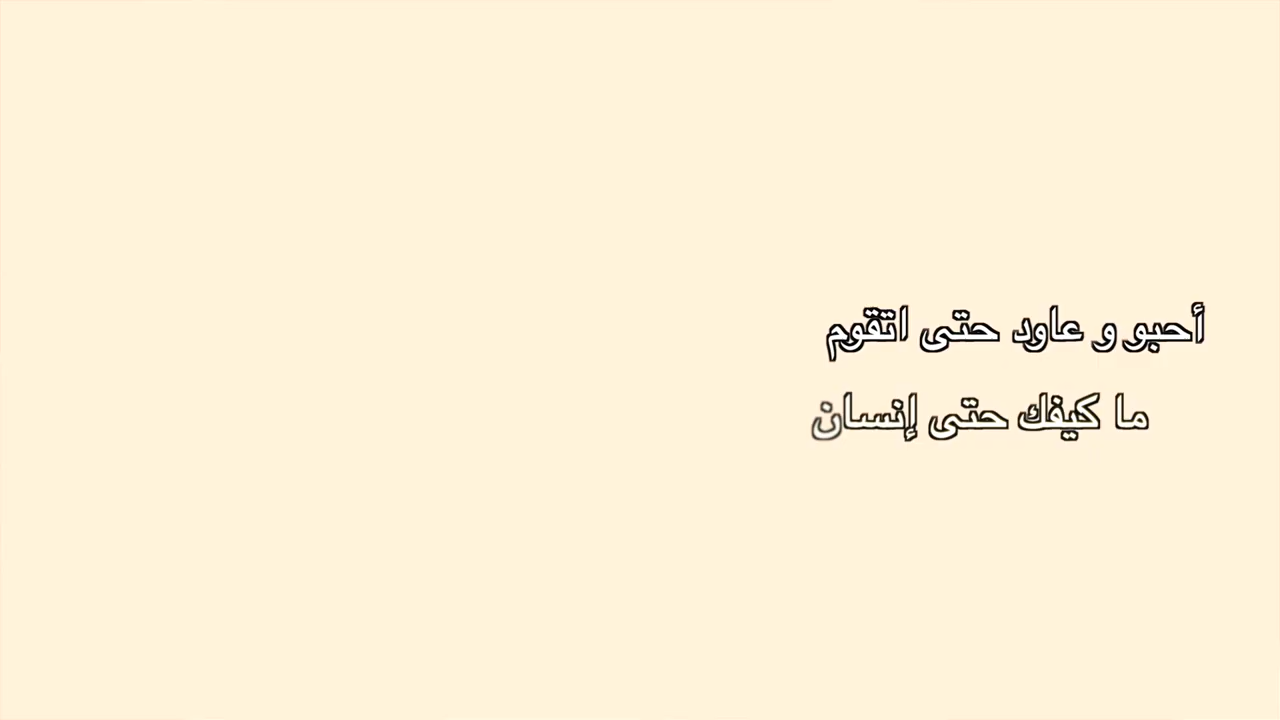 أحبو و عاود حتى اتقوم
ما كيفك حتى إنسان